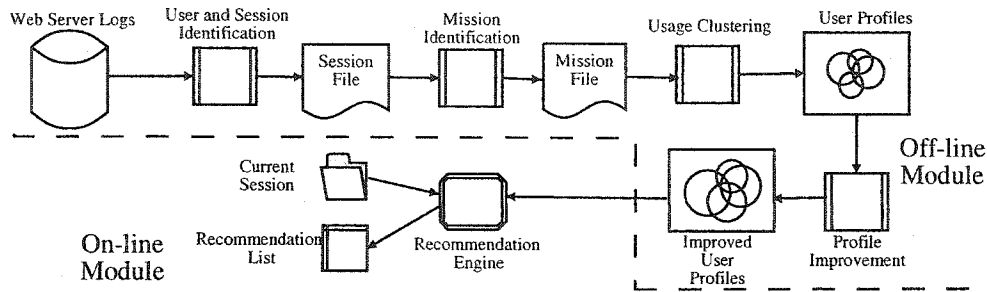 Web Server Logs
User and Session
Identification
Session
File
Mission
Identification
Mission
File
Usage Clustering
User Profiles
Off-line
Module
Current
Session
Recommendation
List
Recommendation
Engine
Improved
User
Profiles
Profile
Improvement
On-line
Module